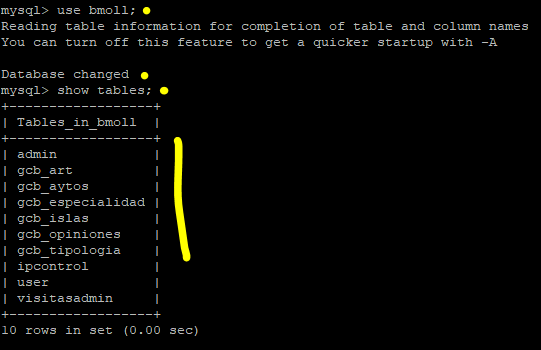 mysql> use bmoll;
Reading table information for completion of table and column names
You can turn off this feature to get a quicker startup with -A
Database changed
mysql> show tables;
+------------------+
| Tables_in_bmoll  |
+------------------+
| admin            |
| gcb_art          |
| gcb_aytos        |
| gcb_especialidad |
| gcb_islas        |
| gcb_opiniones    |
| gcb_tipologia    |
| ipcontrol        |
| user             |
| visitasadmin     |
+------------------+
10 rows in set (0.00 sec)